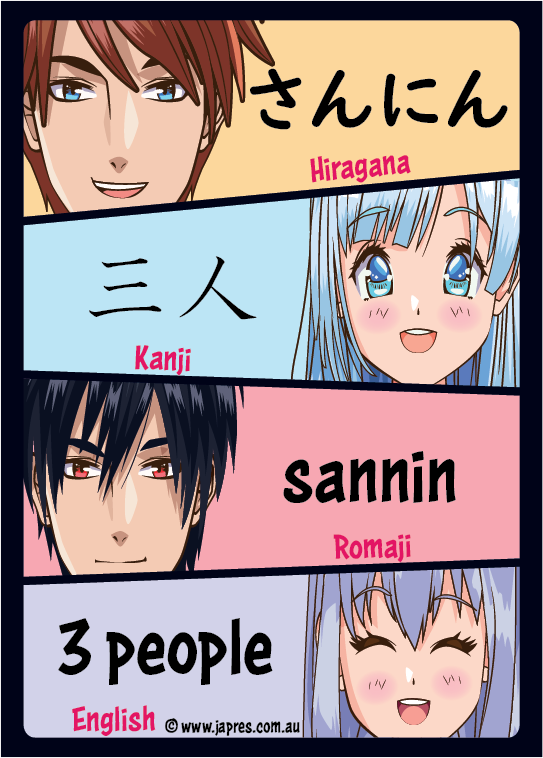 さんにん
Hiragana
三人
Kanji
sannin
Romaji
3 people
English © www.japres.com.au